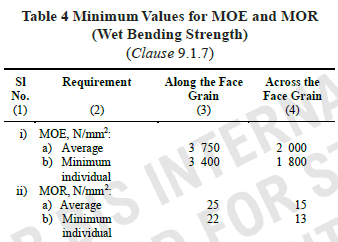 Table 4 Minimum Values for MOE and MOR
(Wet Bending Strength)
(Clause 9.1.7)
Sl Requirement Along the Face Across the
No. Grain Face Grain
(1) (2) (3) (4)
i) MOE, N/mm²:
a) Average 3 750 2 000
b) Minimum 3 400 1 800
individual
ii) MOR, N/mm²:
a) Average 25 15
b) Minimum 22 13
individual